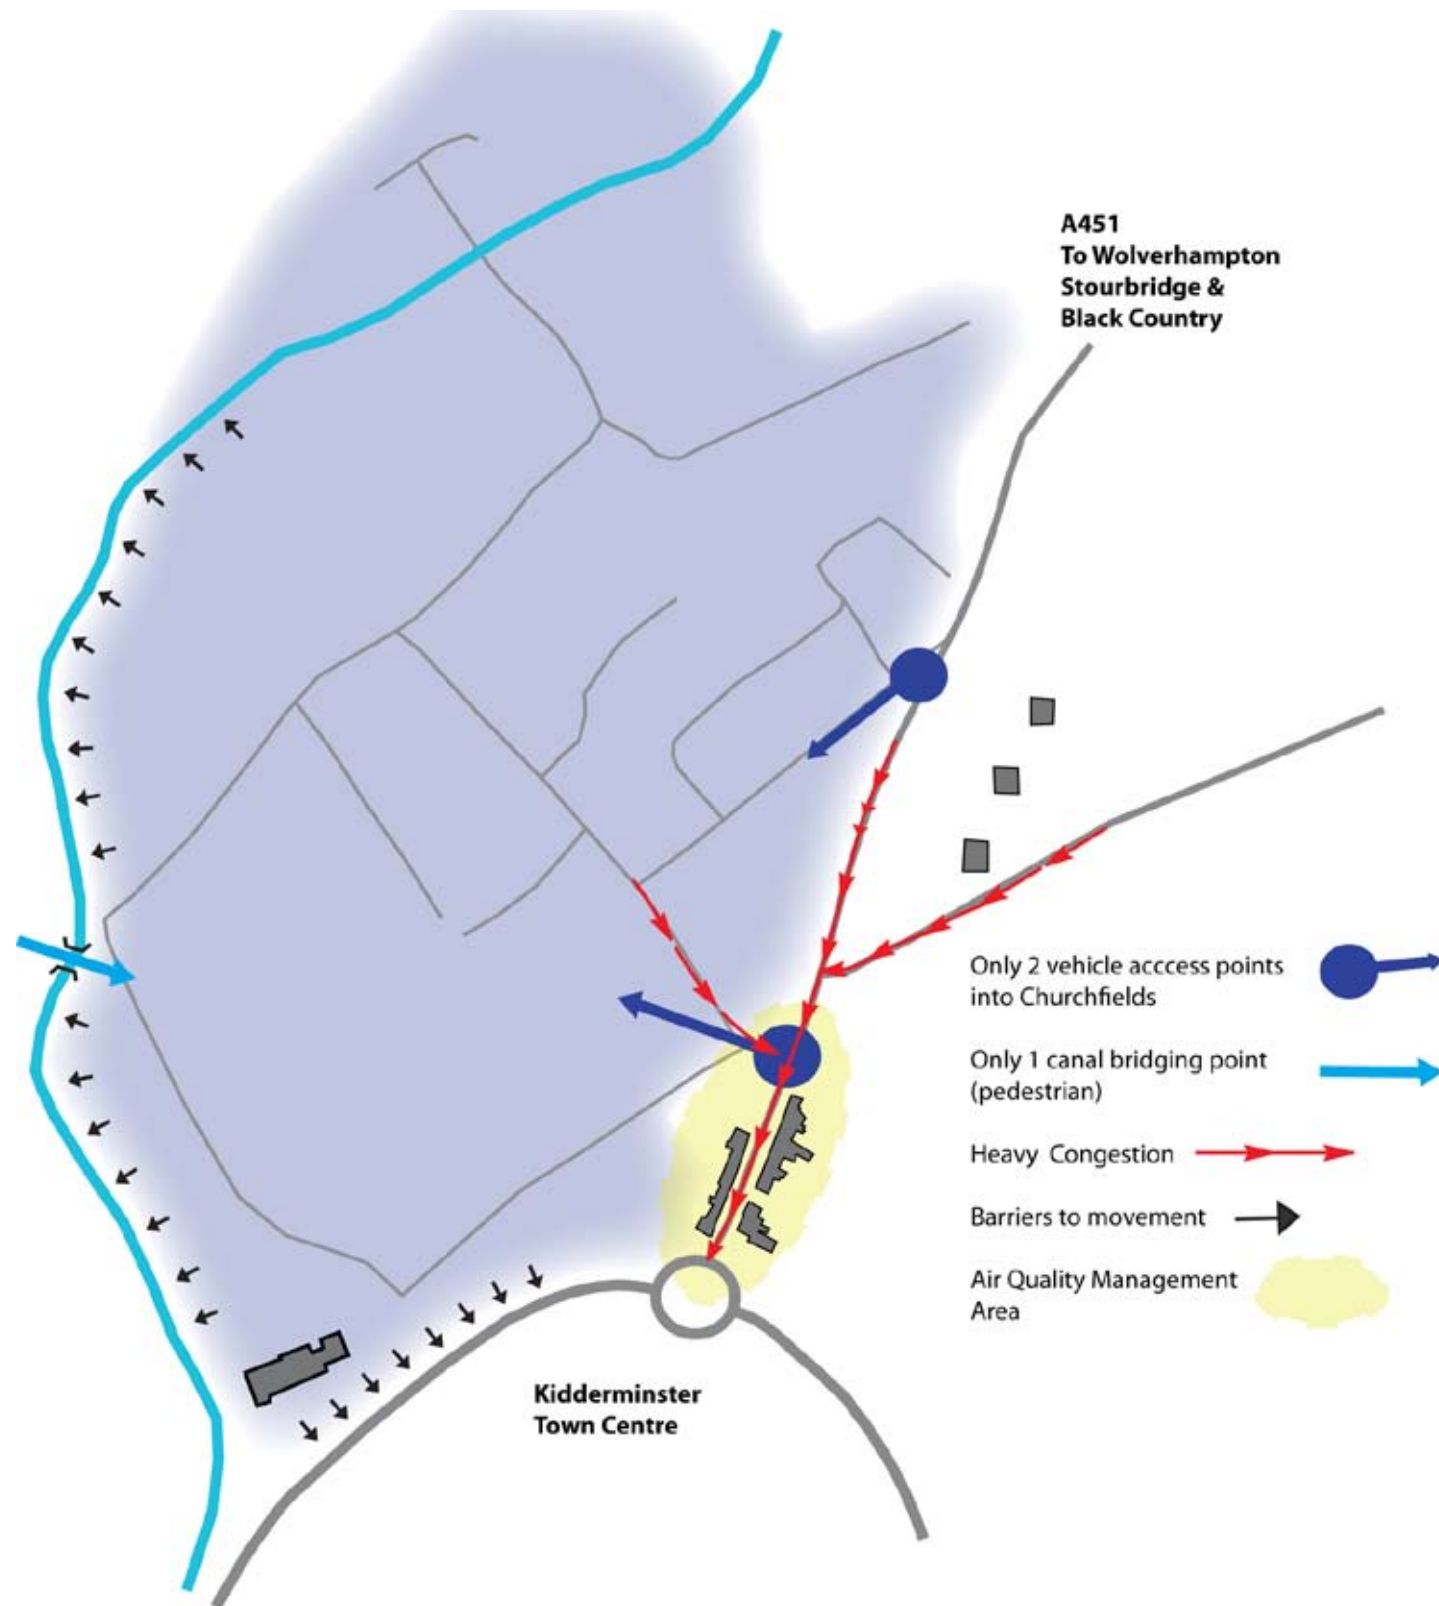 A451
To Wolverhampton
Stourbridge &
Black Country
Only 2 vehicle acccess points
into Churchfields
Only 1 canal bridging point
(pedestrian)
Heavy Congestion
Barriers to movement
Air Quality Management
Area
Kidderminster
Town Centre